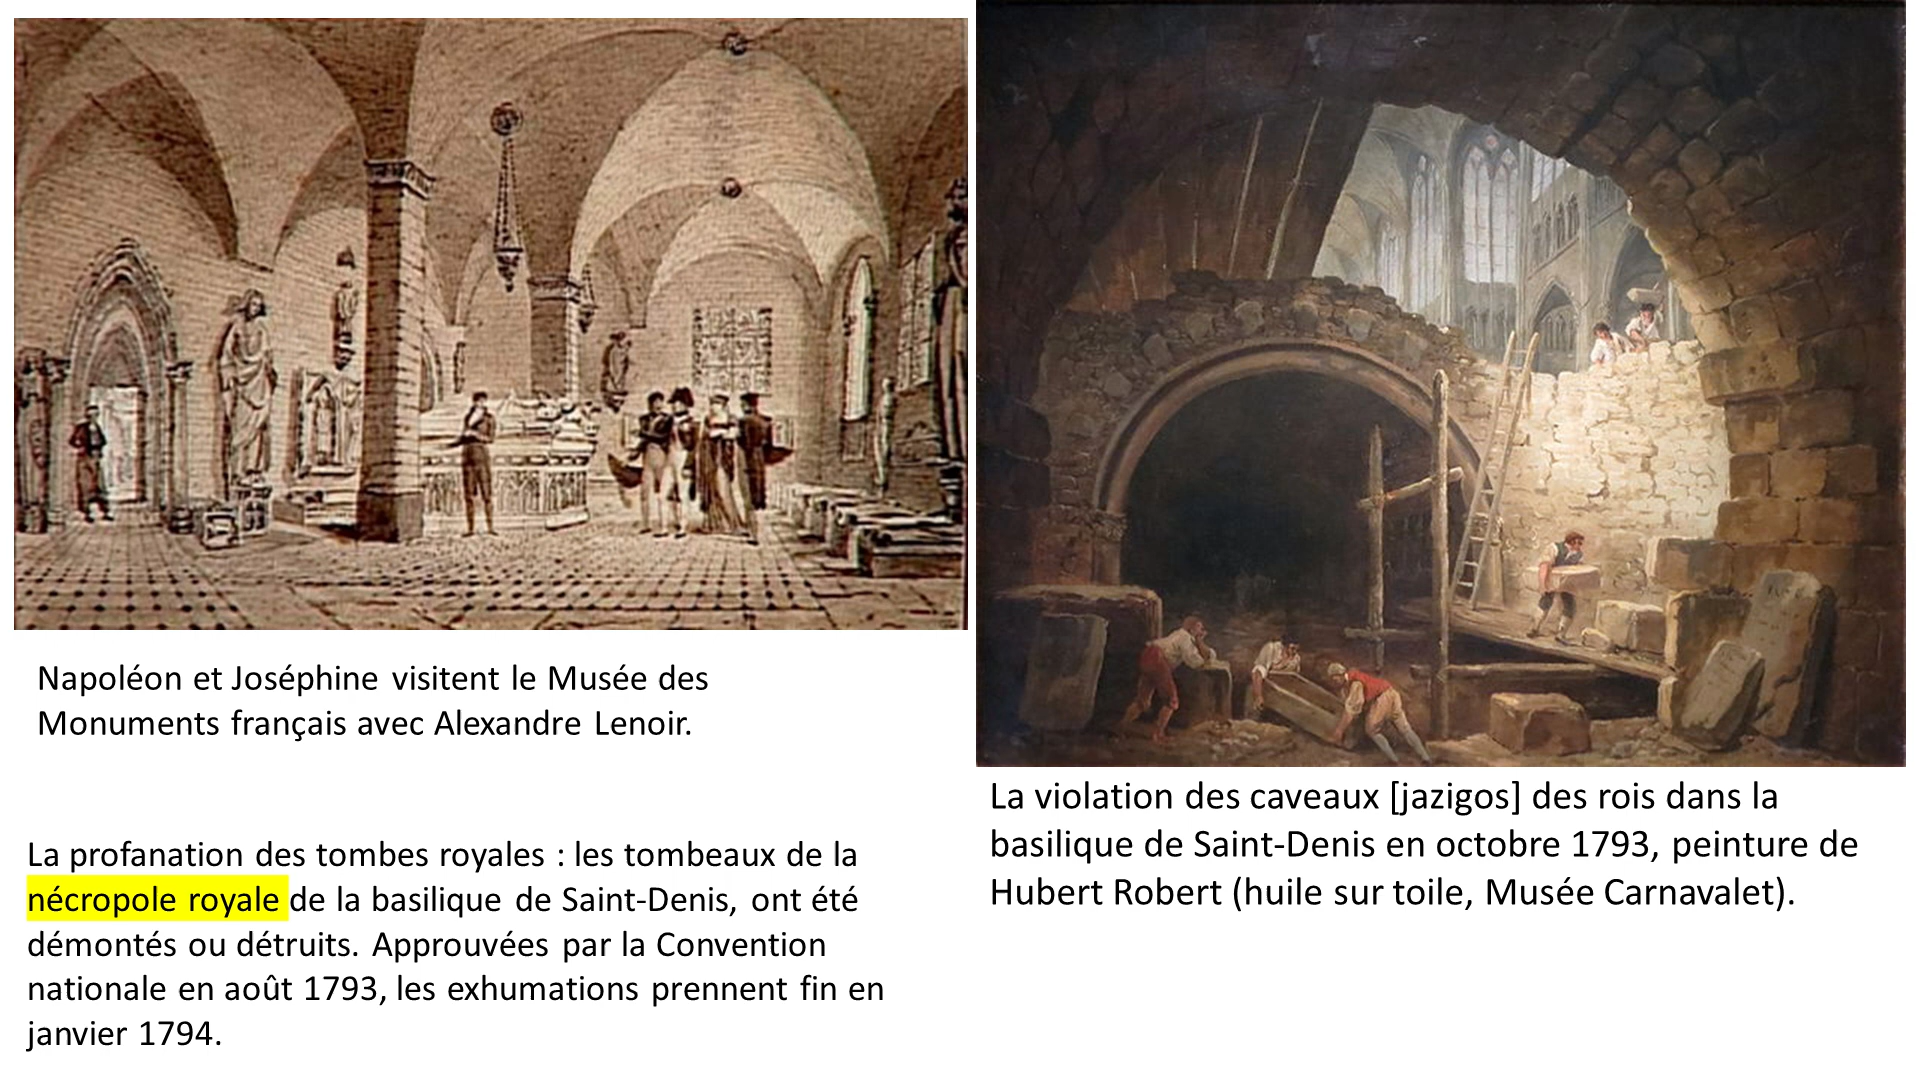 Napoléon et Joséphine visitent le Musée des
Monuments français avec Alexandre Lenoir.
La profanation des tombes royales : les tombeaux de la
nécropole royale de la basilique de Saint-Denis, ont été
démontés ou détruits. Approuvées par la Convention
nationale en août 1793, les exhumations prennent fin en
janvier 1794.
La violation des caveaux [jazigos] des rois dans la
basilique de Saint-Denis en octobre 1793, peinture de
Hubert Robert (huile sur toile, Musée Carnavalet).